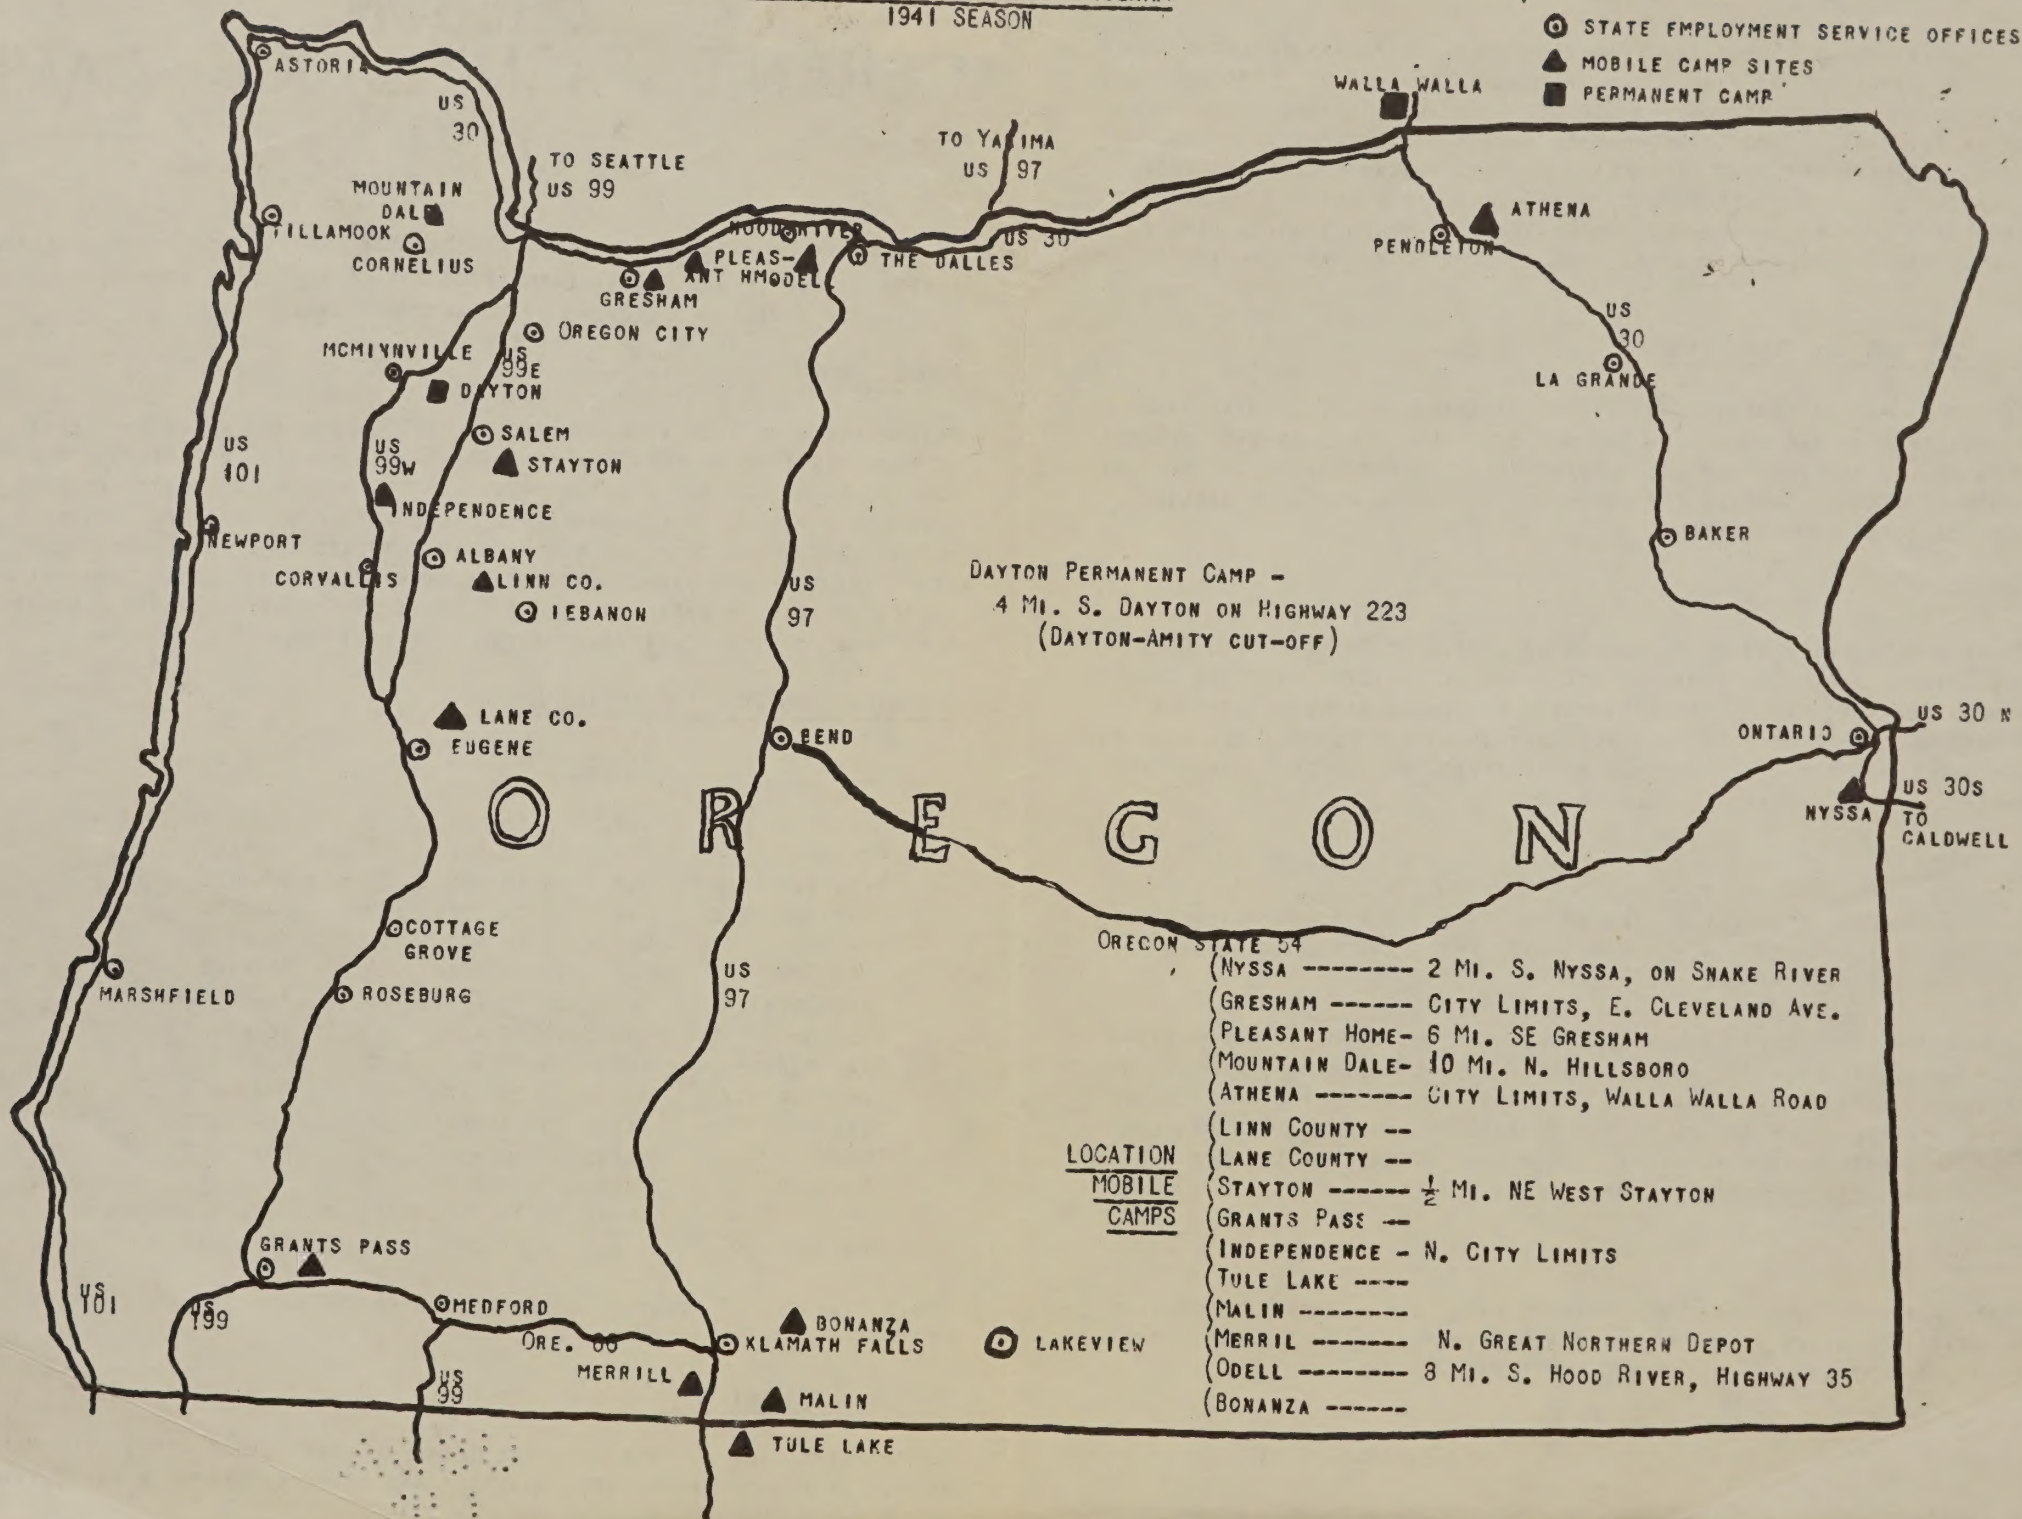 1941 SEASON
STATE EMPLOYMENT SERVICE OFFICES
MOBILE CAMP SITES
PERMANENT CAMP
ASTORIA
US
30
TO SEATTLE
US 99
TO YAKIMA
US 97
WALLA WALLA
MOUNTAIN
DALE
TILLAMOOK
CORNELIUS
HOOD RIVER
PLEAS-
ANT HM
ODELL
GRESHAM
THE DALLES
US 30
ATHENA
PENDLETON
OREGON CITY
MCMINNVILLE
US
99E
DAYTON
US
30
LA GRANDE
SALEM
STAYTON
US
99W
US
101
INDEPENDENCE
NEWPORT
ALBANY
CORVALLIS
LINN CO.
LEBANON
US
97
BAKER
DAYTON PERMANENT CAMP -
4 MI. S. DAYTON ON HIGHWAY 223
(DAYTON-AMITY CUT-OFF)
LANE CO.
EUGENE
BEND
ONTARIO
US 30 N
NYSSA
US 30S
TO
CALDWELL
OREGON
COTTAGE
GROVE
MARSHFIELD
ROSEBURG
US
97
OREGON STATE 54
(NYSSA -------- 2 MI. S. NYSSA, ON SNAKE RIVER
(GRESHAM ------ CITY LIMITS, E. CLEVELAND AVE.
(PLEASANT HOME- 6 MI. SE GRESHAM
(MOUNTAIN DALE- 10 MI. N. HILLSBORO
(ATHENA ------- CITY LIMITS, WALLA WALLA ROAD
(LINN COUNTY --
LOCATION (LANE COUNTY --
MOBILE (STAYTON ------ ½ MI. NE WEST STAYTON
CAMPS (GRANTS PASS --
(INDEPENDENCE - N. CITY LIMITS
(TULE LAKE ----
(MALIN --------
(MERRIL ------- N. GREAT NORTHERN DEPOT
(ODELL -------- 8 MI. S. HOOD RIVER, HIGHWAY 35
(BONANZA ------
GRANTS PASS
US
101
US
199
MEDFORD
ORE. 66
US
99
BONANZA
KLAMATH FALLS
LAKEVIEW
MERRILL
MALIN
TULE LAKE